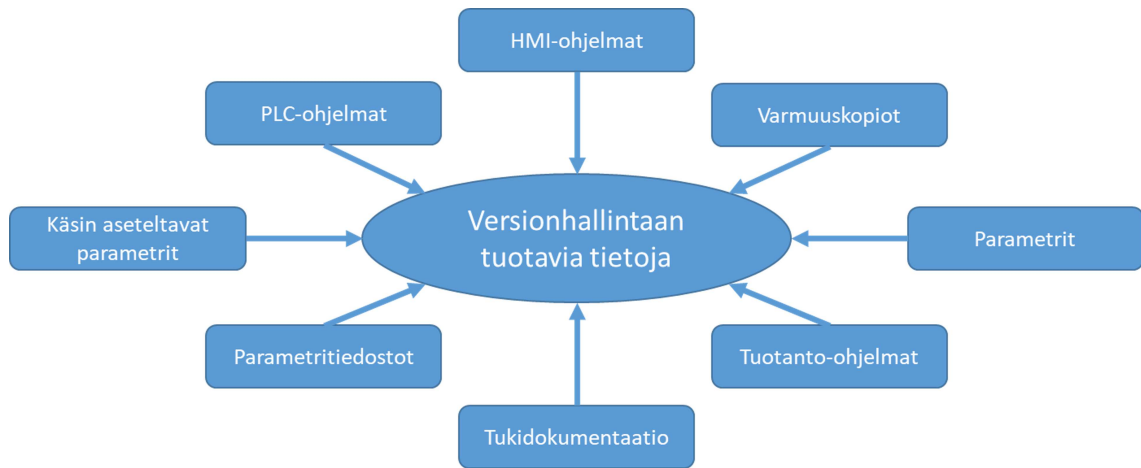 HMI-ohjelmat
PLC-ohjelmat
Varmuuskopiot
Käsin aseteltavat
parametrit
Versionhallintaan
tuotavia tietoja
Parametrit
Parametritiedostot
Tuotanto-ohjelmat
Tukidokumentaatio